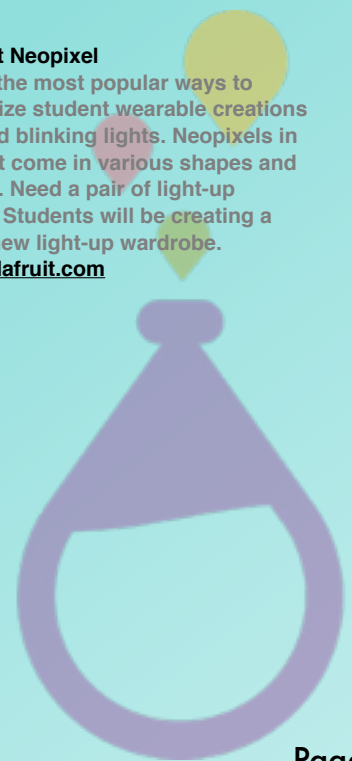 t Neopixel
the most popular ways to
ize student wearable creations
d blinking lights. Neopixels in
t come in various shapes and
. Need a pair of light-up
Students will be creating a
new light-up wardrobe.
lafruit.com
Page